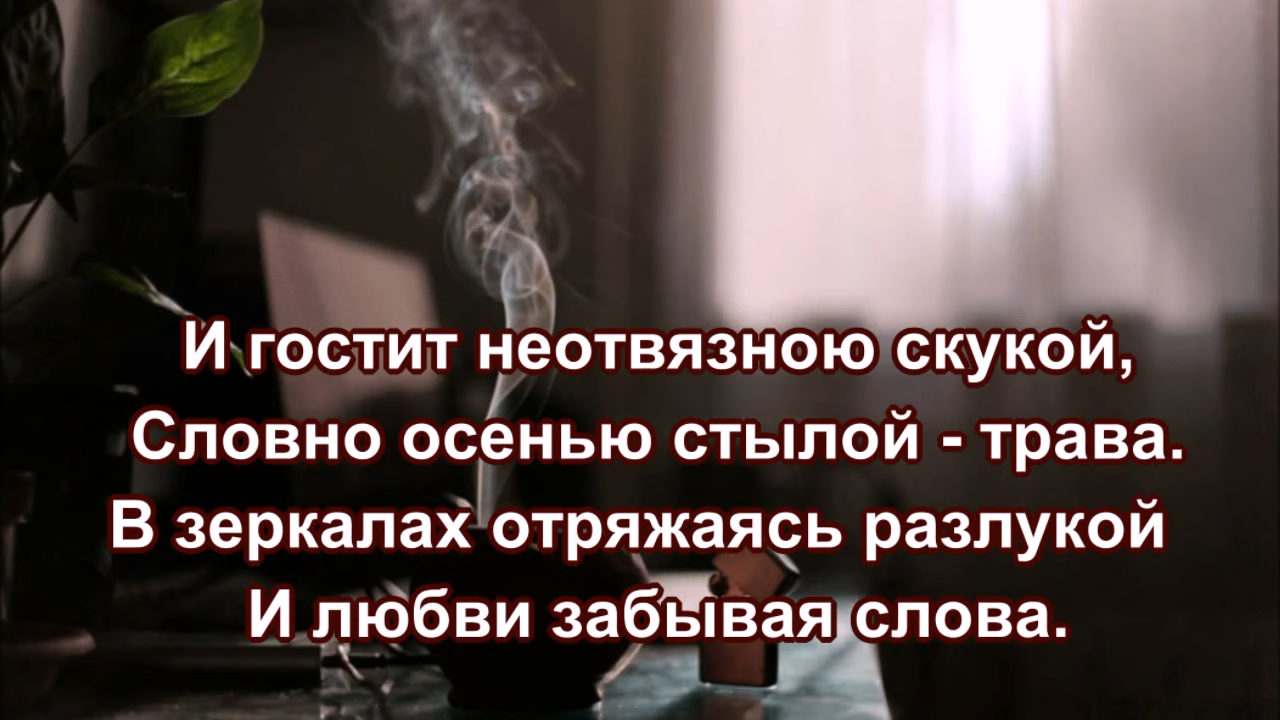 И гостит неотвязною скукой,
Словно осенью стылой - трава.
В зеркалах отряжаясь разлукой
И любви забывая слова.